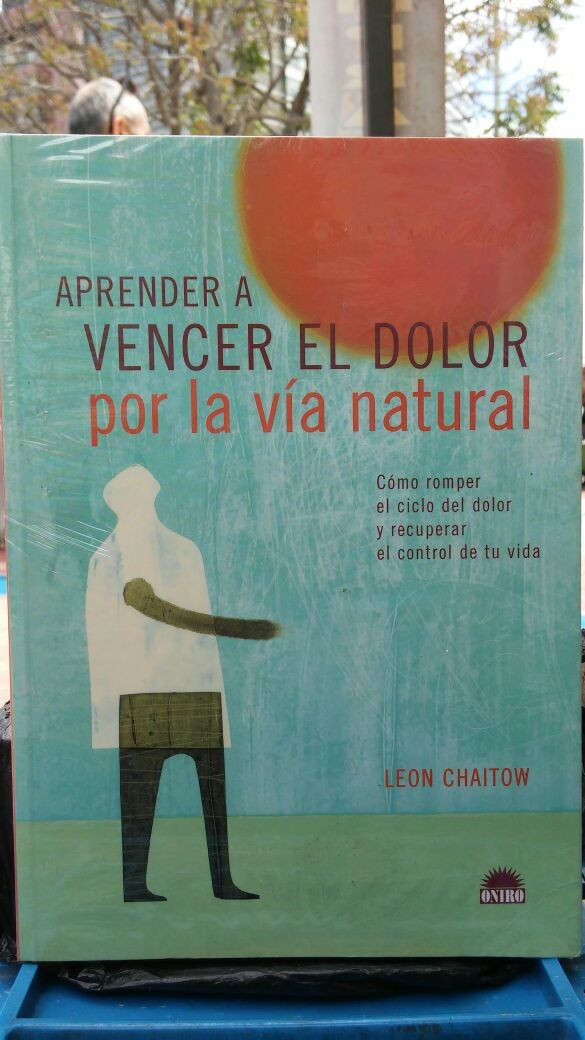 APRENDER A
VENCER EL DOLOR
por la vía natural
Cómo romper
el ciclo del dolor
y recuperar
el control de tu vida
LEON CHAITOW
ONIRO